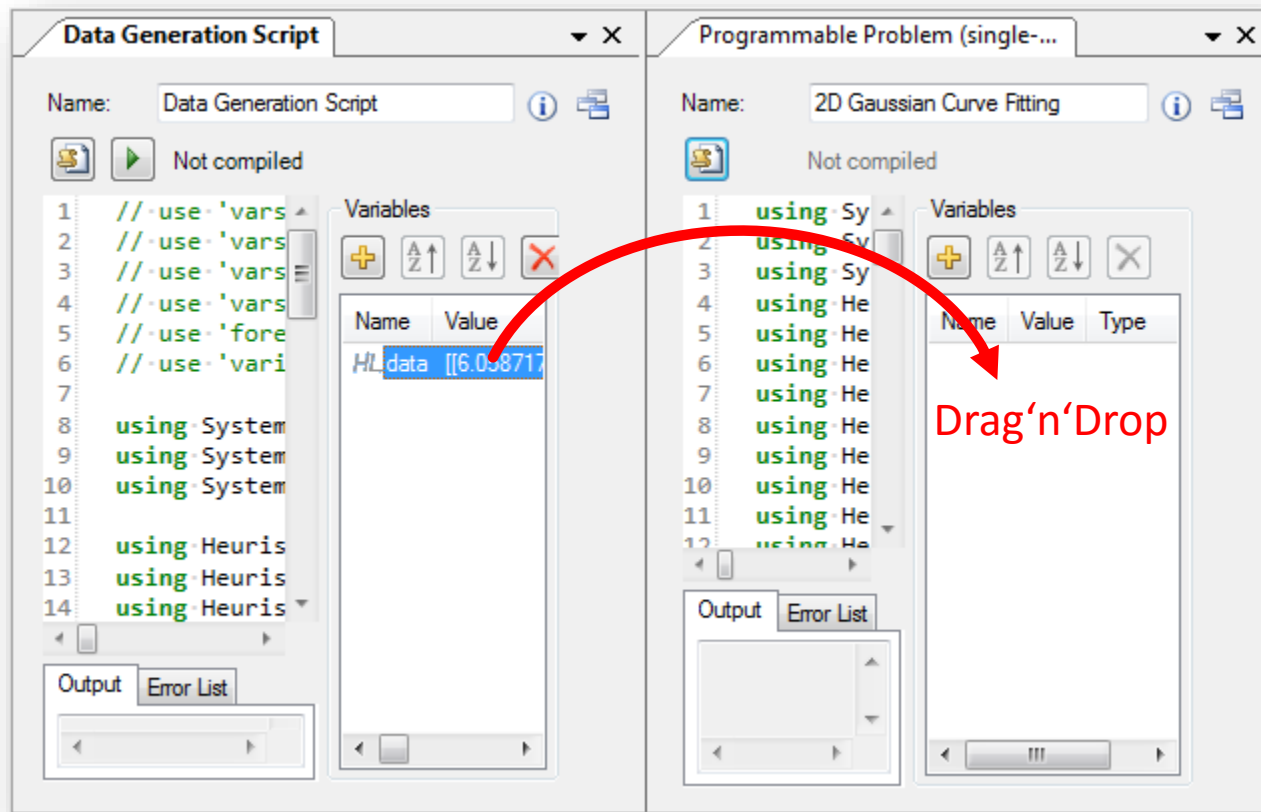 Data Generation Script
Name: Data Generation Script
Not compiled
1 // use 'vars
2 // use 'vars
3 // use 'vars
4 // use 'vars
5 // use 'fore
6 // use 'vari
7
8 using System
9 using System
10 using System
11
12 using Heuris
13 using Heuris
14 using Heuris
Variables
Name Value
HL data [[6.098717
Output Error List
Programmable Problem (single-...
Name: 2D Gaussian Curve Fitting
Not compiled
1 using Sy
2 using Sy
3 using Sy
4 using He
5 using He
6 using He
7 using He
8 using He
9 using He
10 using He
11 using He
12 using He
Variables
Name Value Type
Drag‘n‘Drop
Output Error List